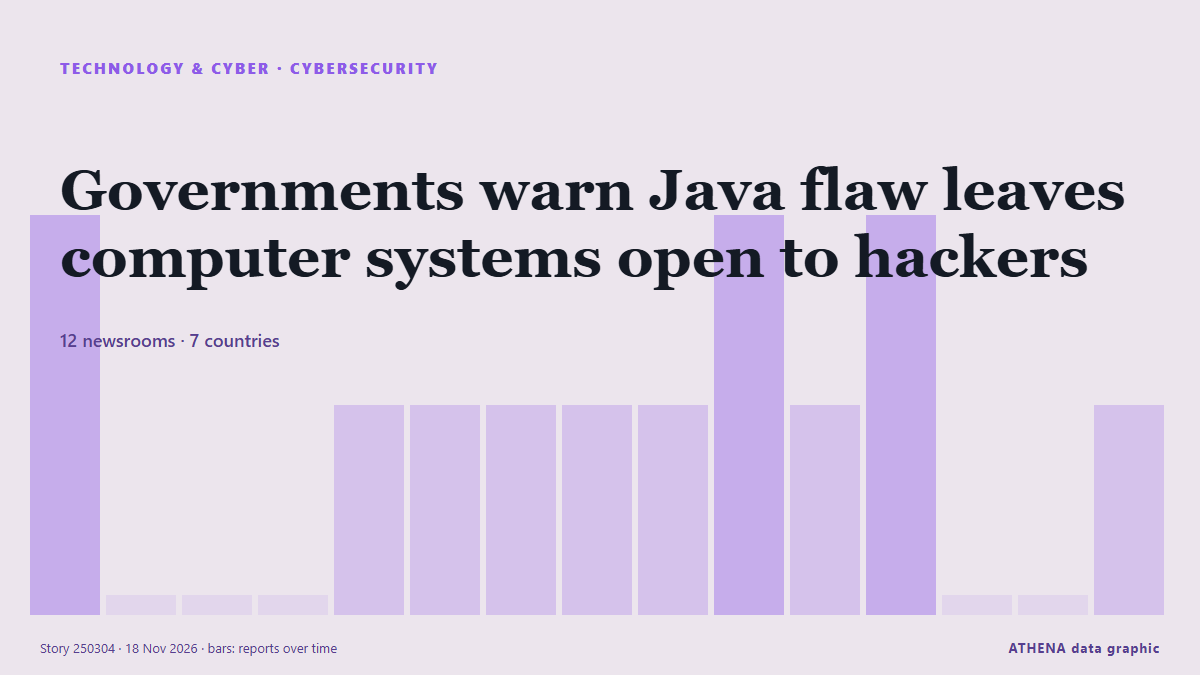 TECHNOLOGY & CYBER · CYBERSECURITY
Governments warn Java flaw leaves
computer systems open to hackers
12 newsrooms · 7 countries
Story 250304 · 18 Nov 2026 · bars: reports over time
ATHENA data graphic